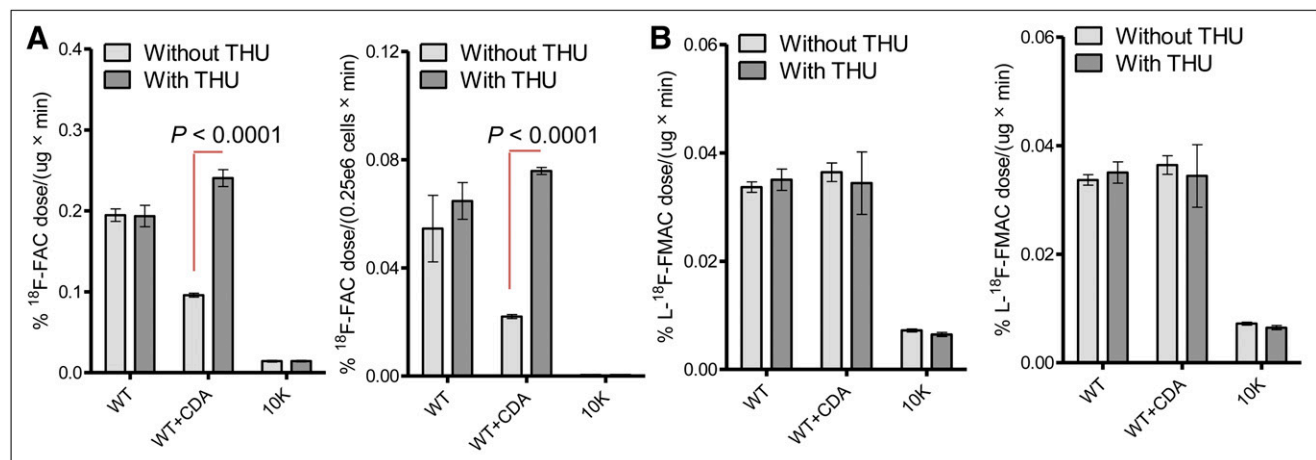 A
% ¹⁸F-FAC dose/(ug × min)
0.4
0.3
0.2
0.1
0.0
Without THU
With THU
P < 0.0001
WT
WT+CDA
10K
% ¹⁸F-FAC dose/(0.25e6 cells × min)
0.12
0.08
0.04
0.00
Without THU
With THU
P < 0.0001
WT
WT+CDA
10K
B
% L-¹⁸F-FMAC dose/(ug × min)
0.06
0.04
0.02
0.00
Without THU
With THU
WT
WT+CDA
10K
% L-¹⁸F-FMAC dose/(ug × min)
0.06
0.04
0.02
0.00
Without THU
With THU
WT
WT+CDA
10K